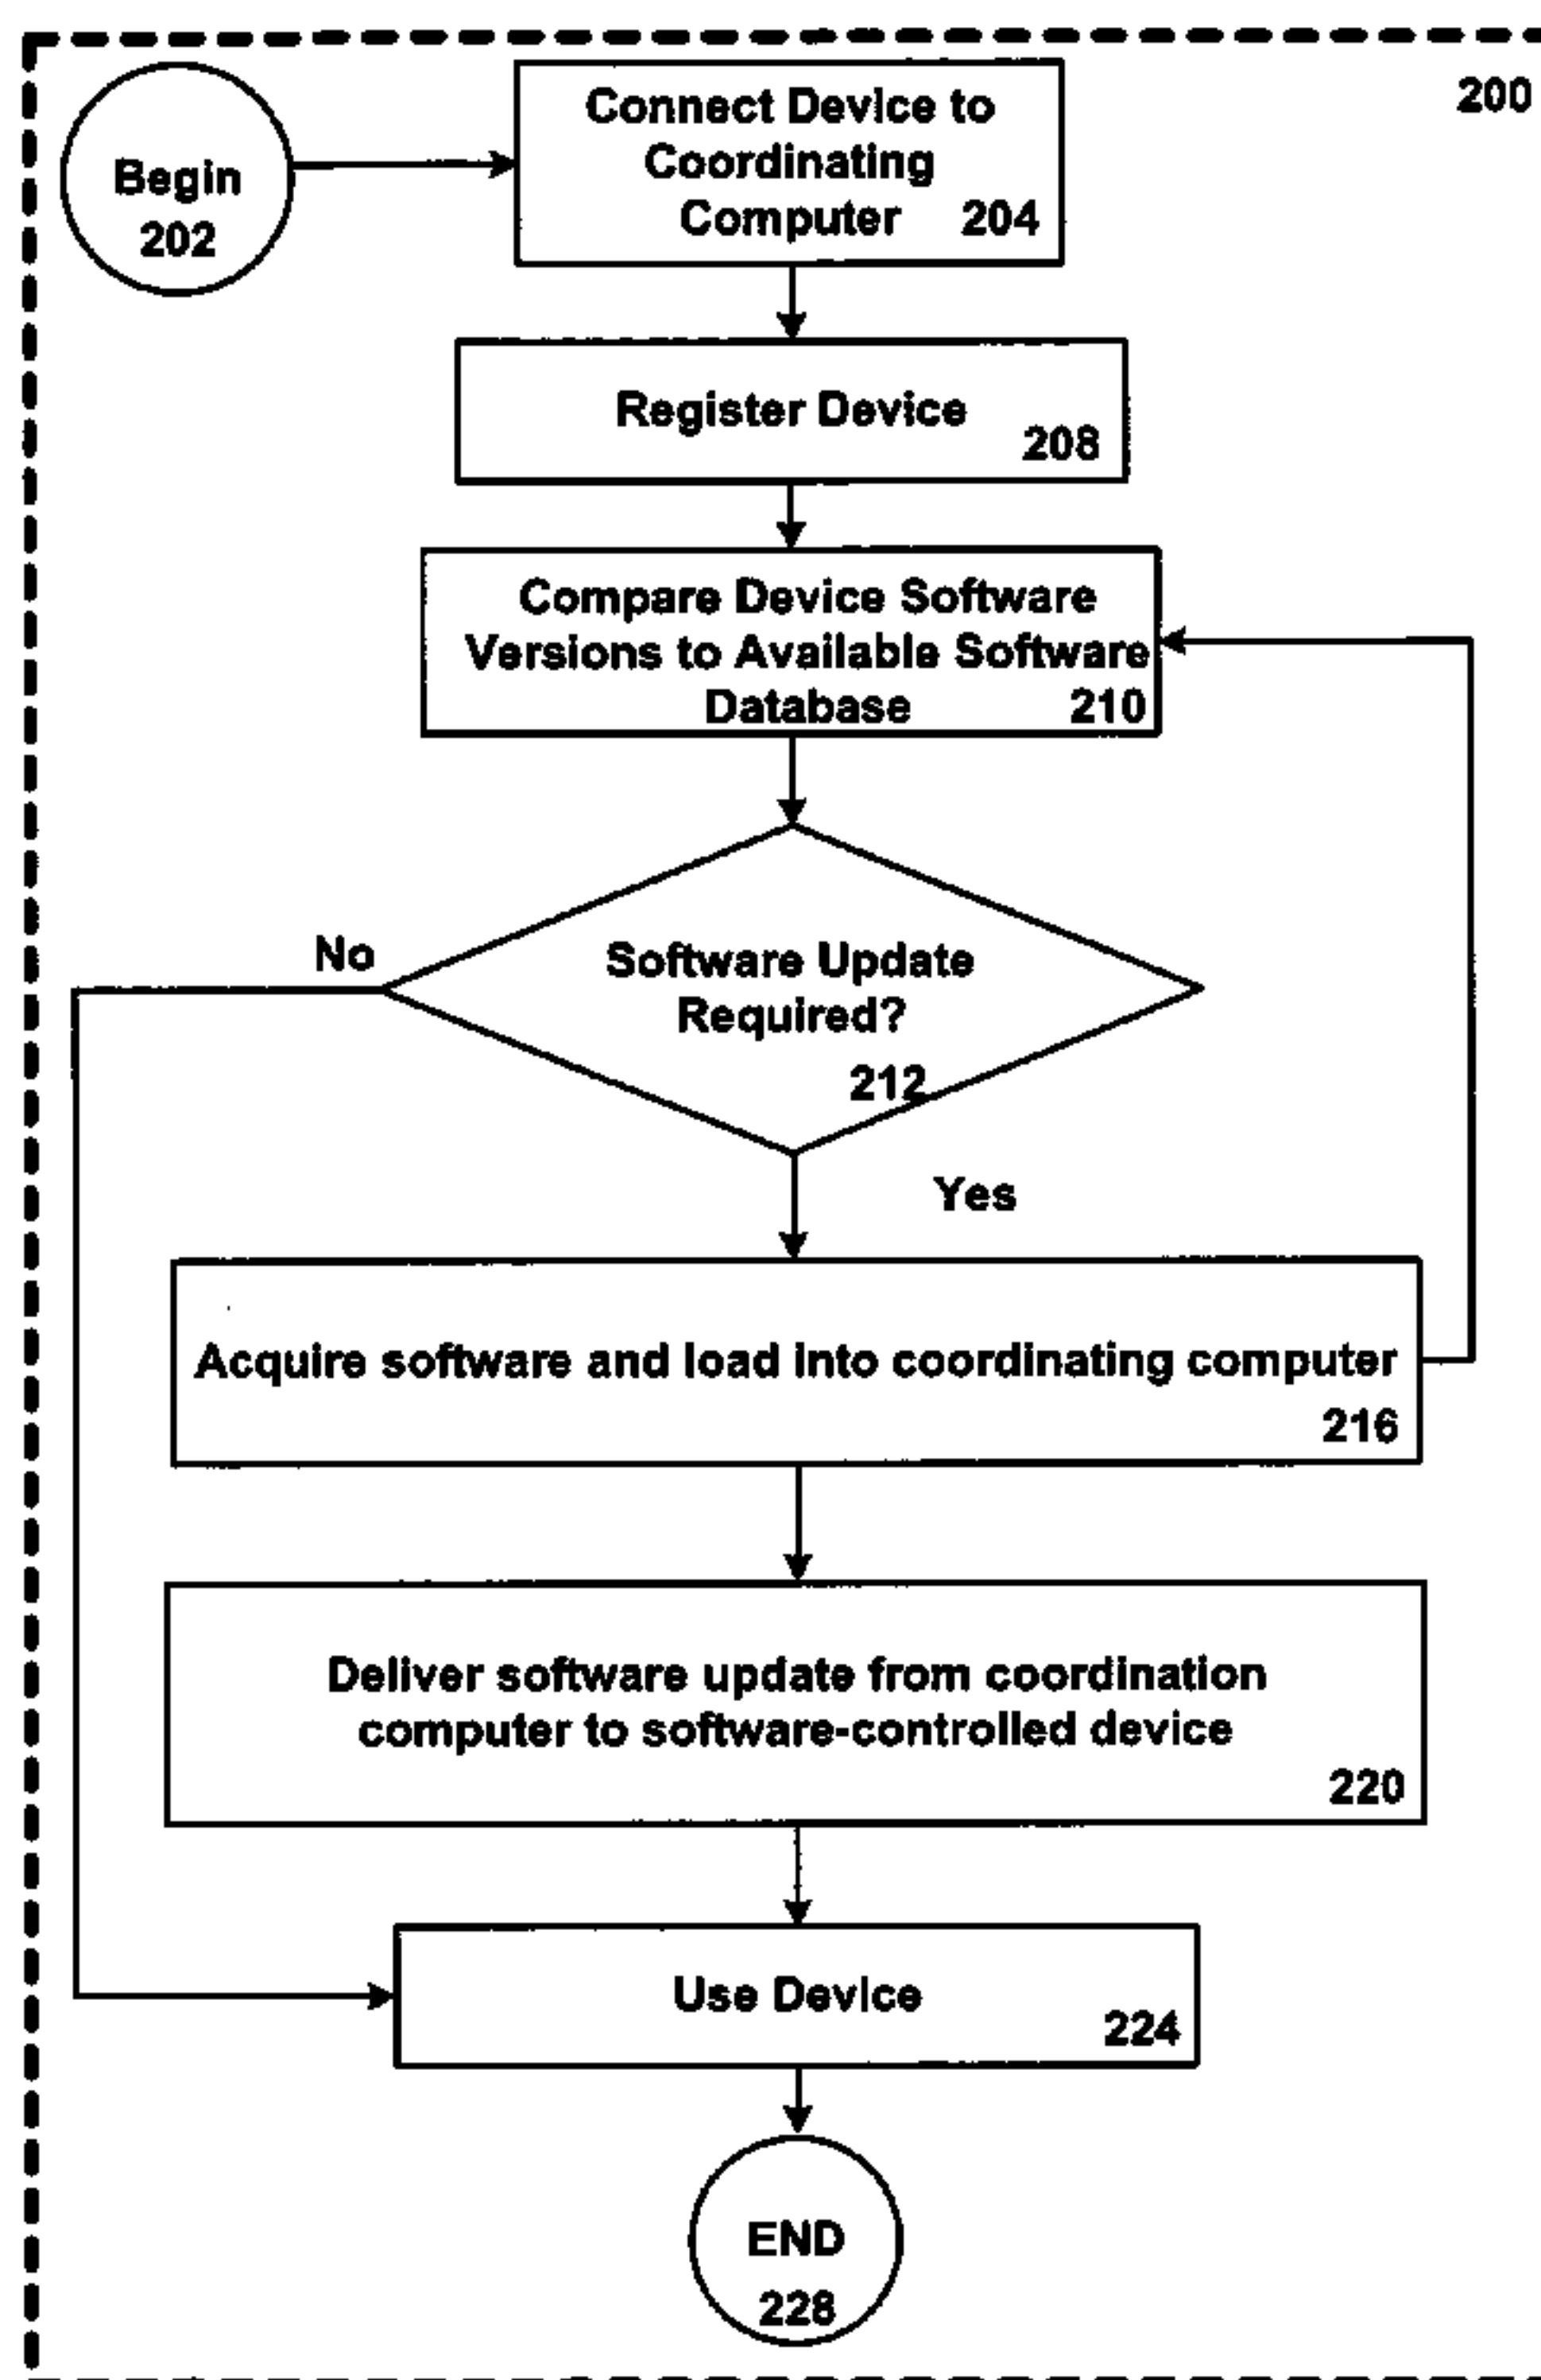 200
Begin
202
Connect Device to
Coordinating
Computer 204
Register Device
208
Compare Device Software
Versions to Available Software
Database 210
No
Software Update
Required?
212
Yes
Acquire software and load into coordinating computer
216
Deliver software update from coordination
computer to software-controlled device
220
Use Device
224
END
228